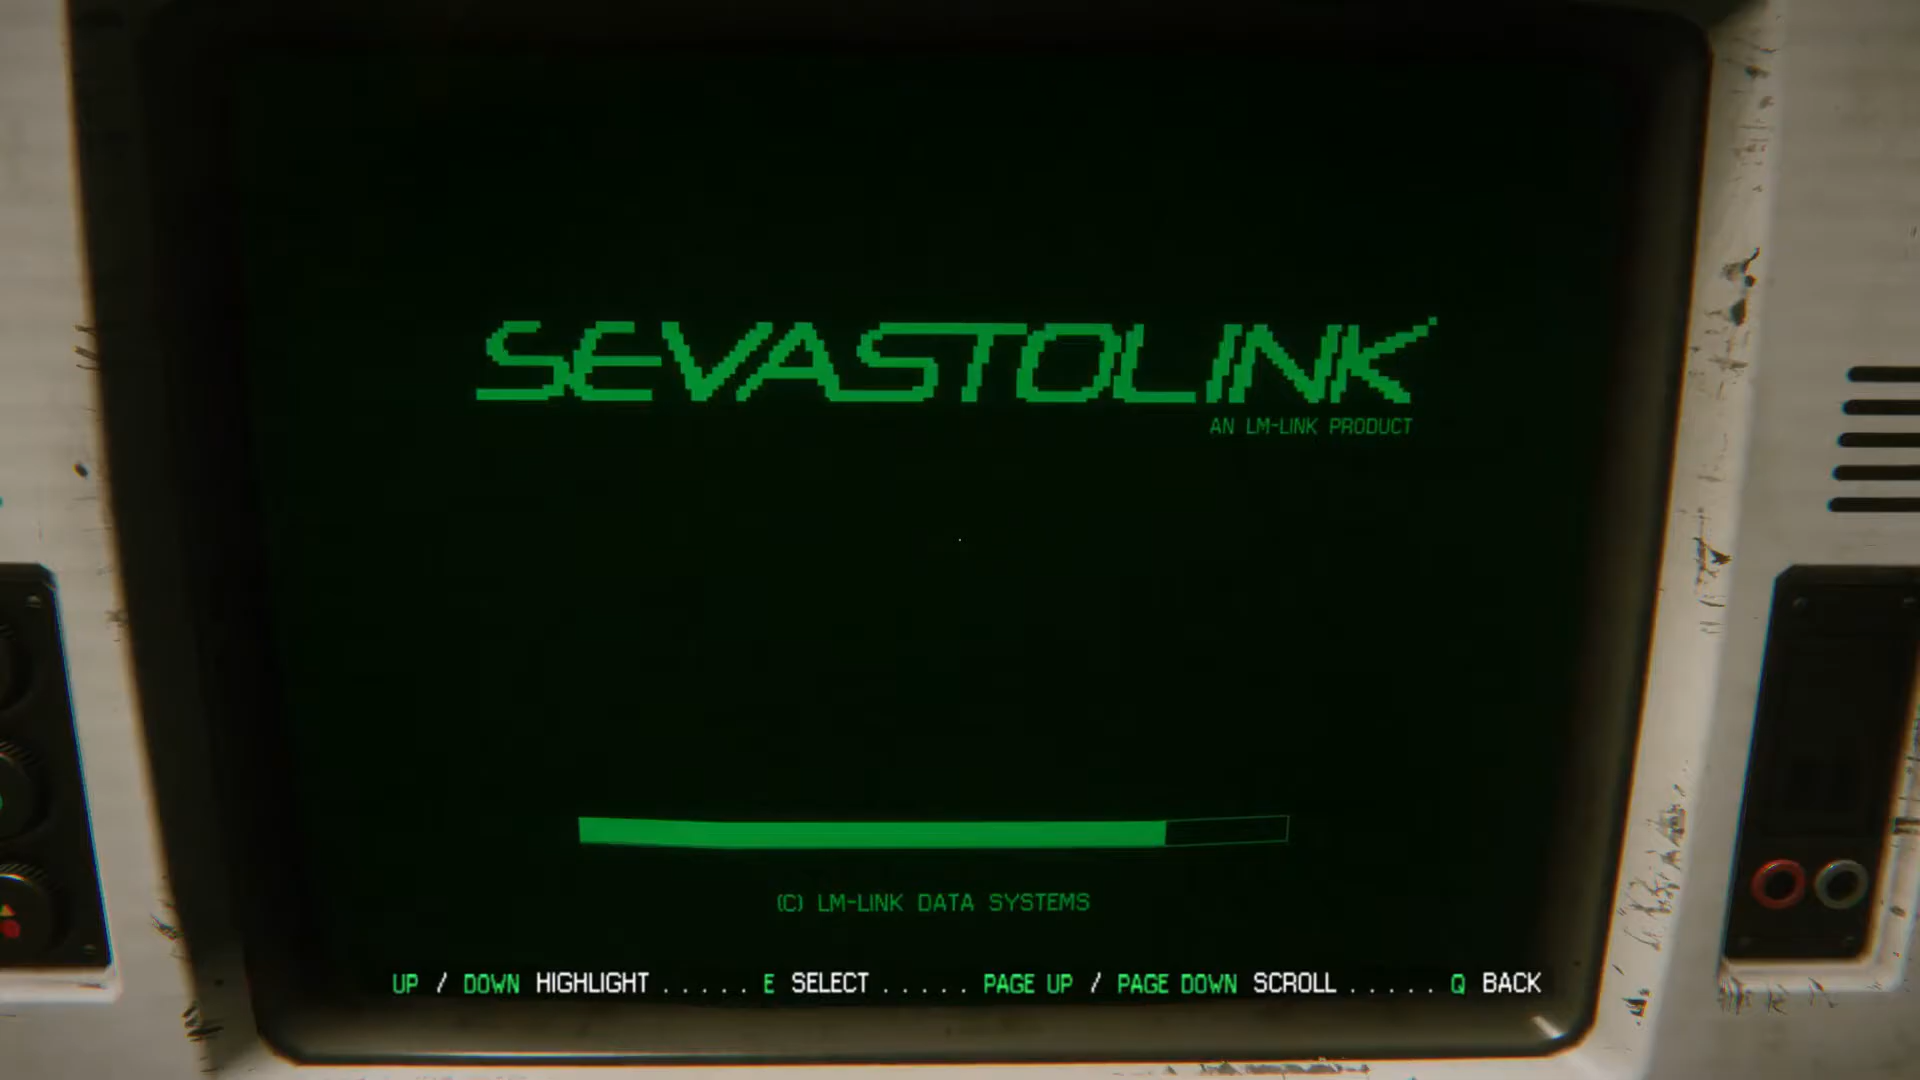 SEVASTOLINK
AN LM-LINK PRODUCT
(C) LM-LINK DATA SYSTEMS
UP / DOWN HIGHLIGHT ..... E SELECT ..... PAGE UP / PAGE DOWN SCROLL ..... Q BACK